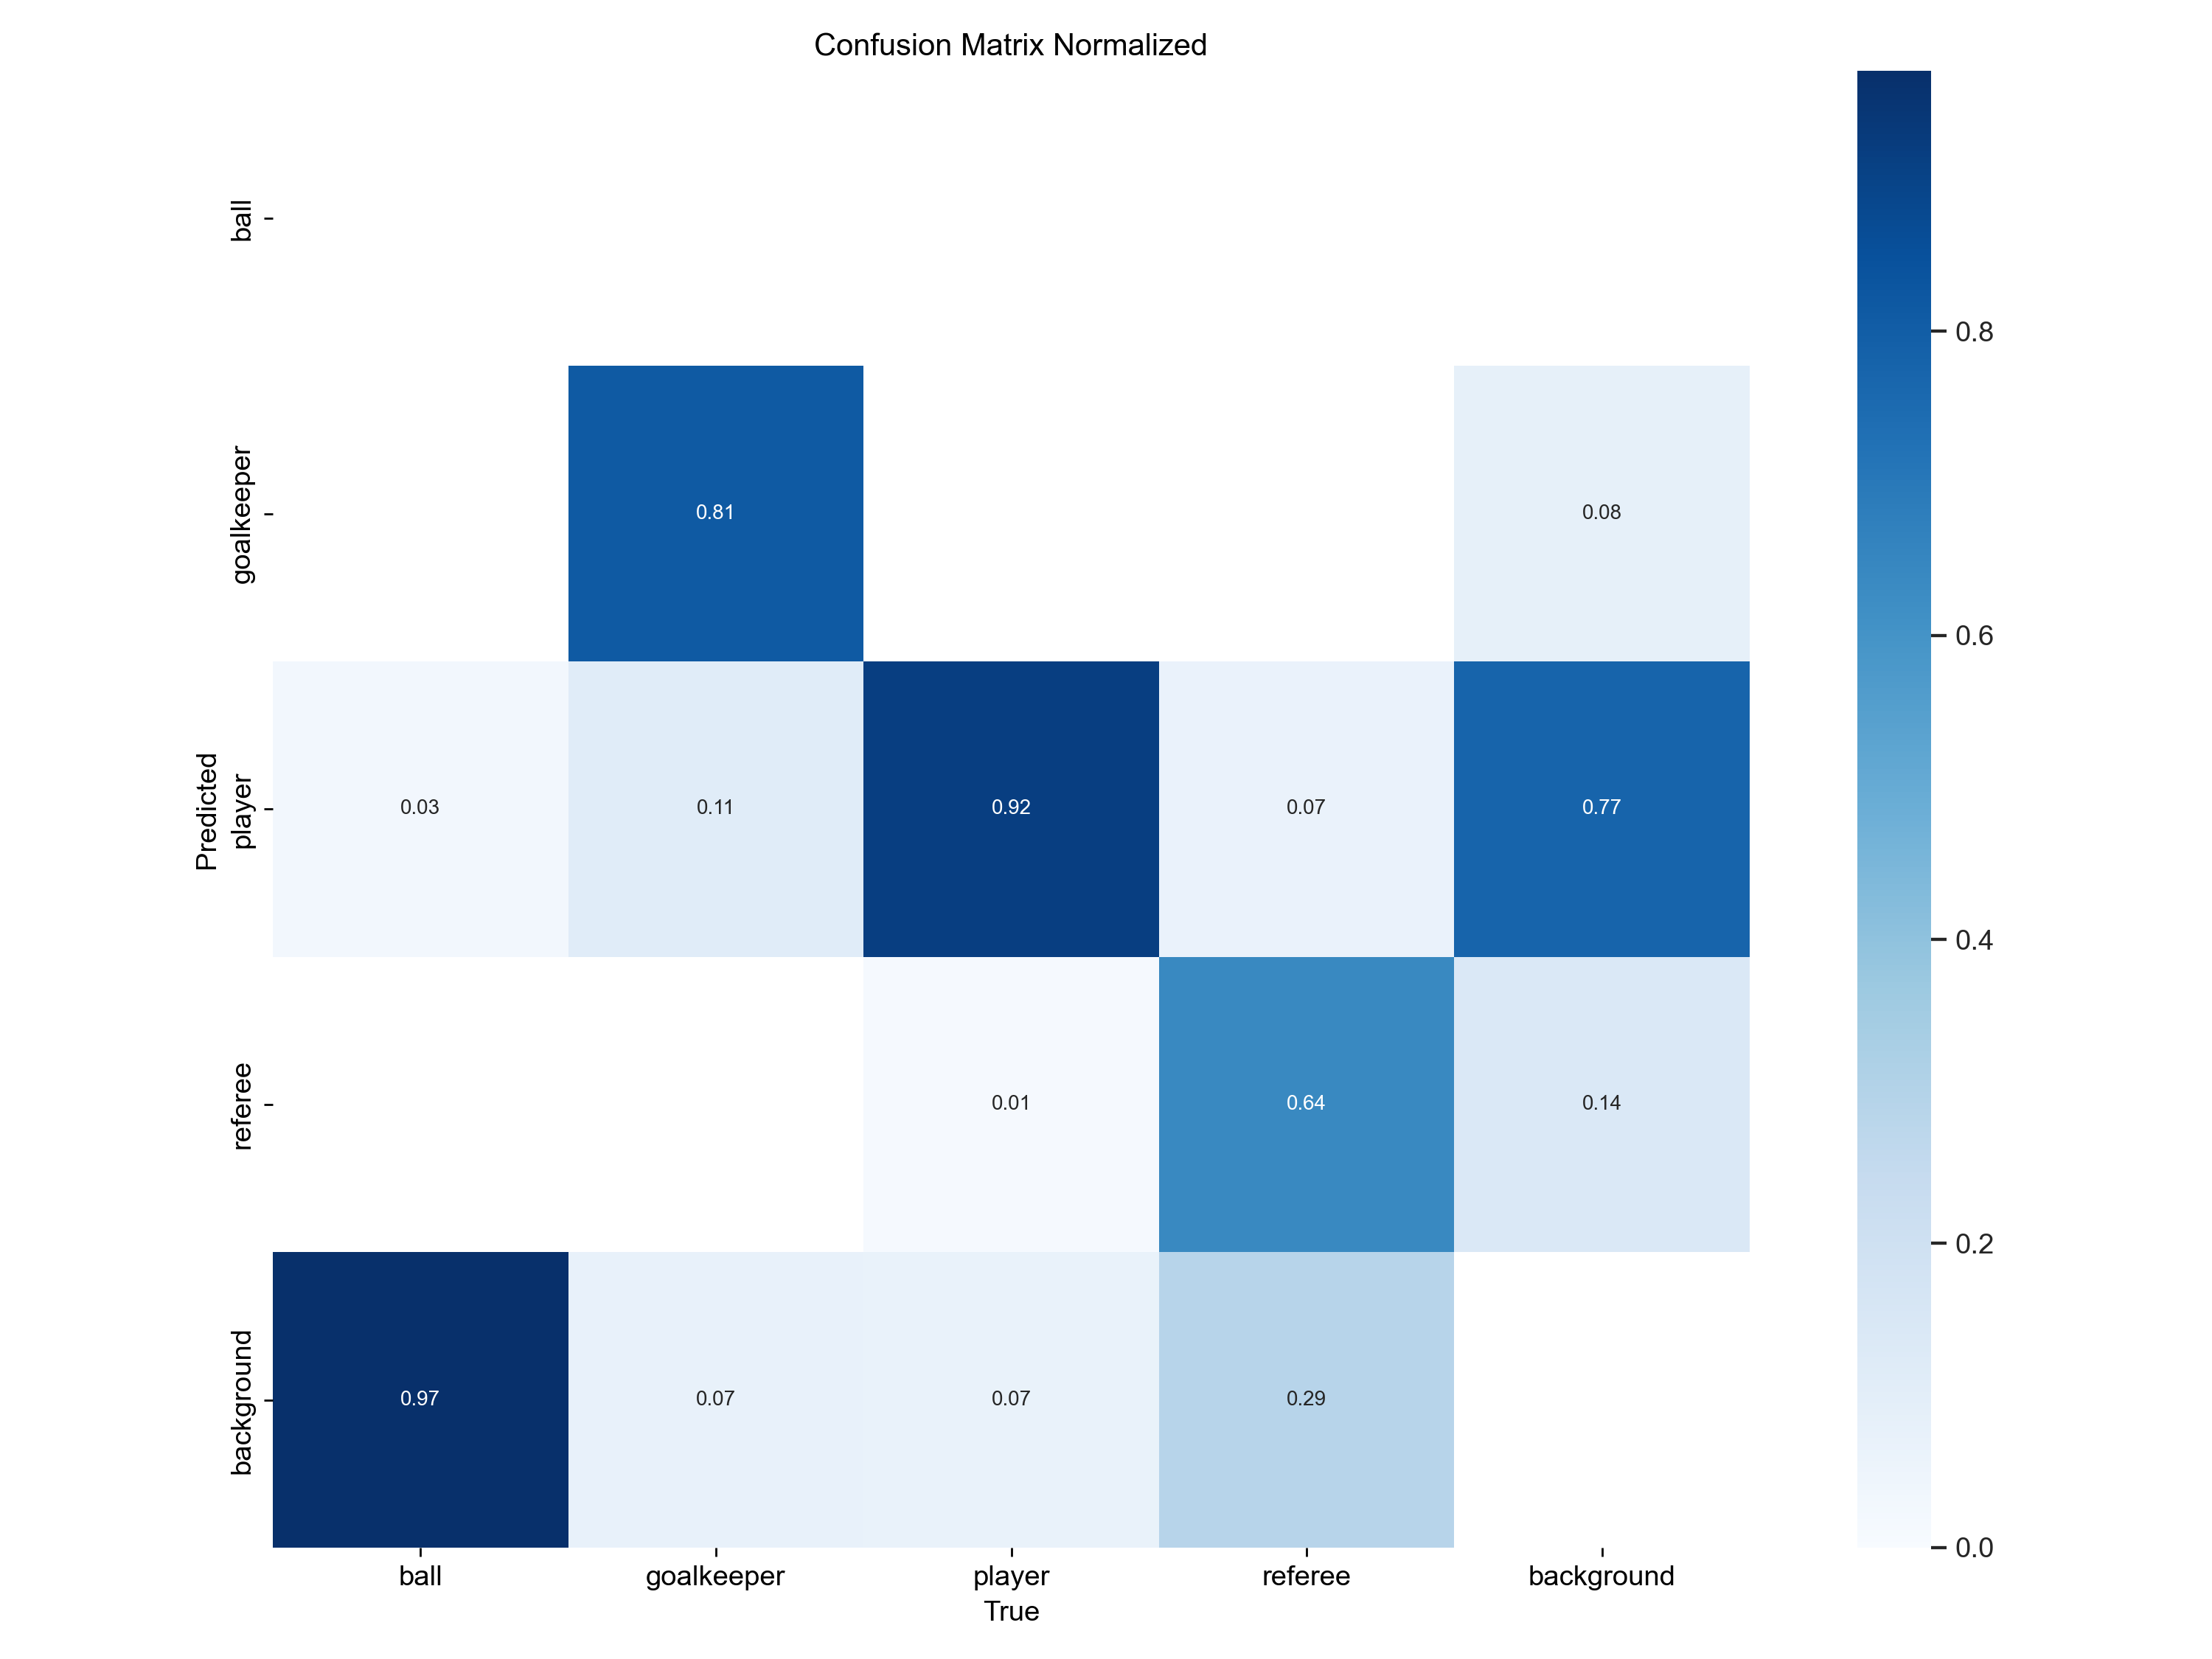 Confusion Matrix Normalized
ball
goalkeeper
0.81
0.08
Predicted
player
0.03
0.11
0.92
0.07
0.77
referee
0.01
0.64
0.14
background
0.97
0.07
0.07
0.29
ball
goalkeeper
player
referee
background
True
0.8
0.6
0.4
0.2
0.0